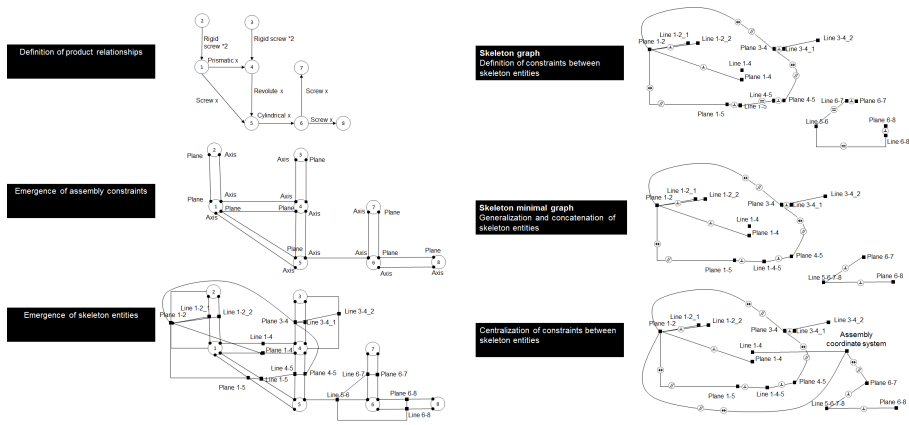 Definition of product relationships
2
3
Rigid
screw *2
Rigid screw *2
1
Prismatic x
4
7
Screw x
Revolute x
Screw x
5
Cylindrical x
6
Screw x
8
Emergence of assembly constraints
2
3
Plane
Axis
Axis
Plane
Plane
Axis
Axis
1
Plane
Plane
4
Axis
Axis
7
Axis
Plane
Plane
Axis
5
Axis
Axis
Plane
Plane
6
8
Axis
Axis
Axis
Emergence of skeleton entities
2
3
Line 1-2_1
Plane 1-2
Line 1-2_2
Plane 3-4
Line 3-4_1
Line 3-4_2
Line 1-4
1
Plane 1-4
4
7
Line 4-5
Plane 4-5
Line 6-7
Plane 6-7
Line 1-5
Plane 1-5
Line 5-6
Plane 6-8
5
6
8
Line 6-8
Skeleton graph
Definition of constraints between
skeleton entities
Line 1-2_1
Plane 1-2
Line 1-2_2
Plane 3-4
Line 3-4_1
Line 3-4_2
Line 1-4
Plane 1-4
Line 4-5
Plane 4-5
Plane 1-5
Line 1-5
Line 6-7
Plane 6-7
Line 5-6
Plane 6-8
Line 6-8
Skeleton minimal graph
Generalization and concatenation of
skeleton entities
Line 1-2_1
Plane 1-2
Line 1-2_2
Plane 3-4
Line 3-4_1
Line 3-4_2
Line 1-4
Plane 1-4
Plane 4-5
Plane 1-5
Line 1-4-5
Plane 6-7
Line 5-6-7-8
Plane 6-8
Centralization of constraints between
skeleton entities
Line 1-2_1
Plane 1-2
Line 1-2_2
Plane 3-4
Line 3-4_1
Line 3-4_2
Assembly
coordinate system
Line 1-4
Plane 1-4
Plane 4-5
Plane 1-5
Line 1-4-5
Plane 6-7
Line 5-6-7-8
Plane 6-8